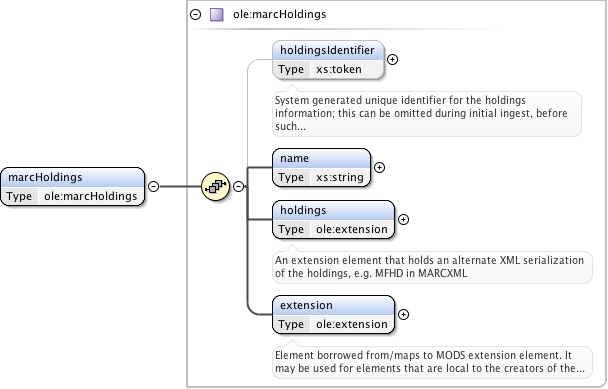 ole:marcHoldings
holdingsIdentifier
Type xs:token
System generated unique identifier for the holdings
information; this can be omitted during initial ingest, before
such...
name
Type xs:string
marcHoldings
Type ole:marcHoldings
holdings
Type ole:extension
An extension element that holds an alternate XML serialization
of the holdings, e.g. MFHD in MARCXML
extension
Type ole:extension
Element borrowed from/maps to MODS extension element. It
may be used for elements that are local to the creators of the...